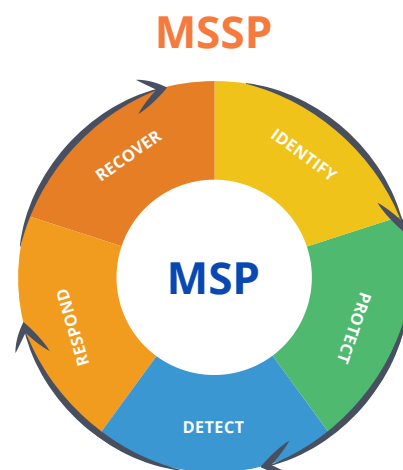 MSSP
IDENTIFY
PROTECT
DETECT
RESPOND
RECOVER
MSP